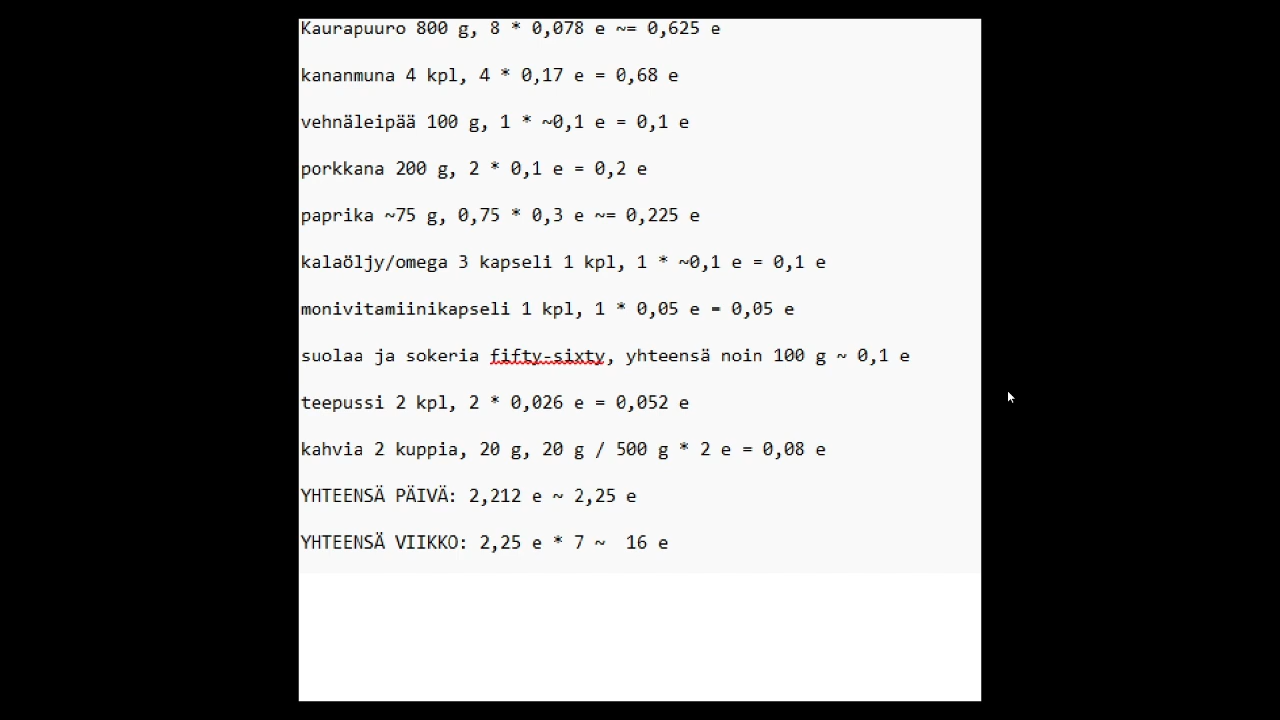 Kaurapuuro 800 g, 8 * 0,078 e ~= 0,625 e
kananmuna 4 kpl, 4 * 0,17 e = 0,68 e
vehnäleipää 100 g, 1 * ~0,1 e = 0,1 e
porkkana 200 g, 2 * 0,1 e = 0,2 e
paprika ~75 g, 0,75 * 0,3 e ~= 0,225 e
kalaöljy/omega 3 kapseli 1 kpl, 1 * ~0,1 e = 0,1 e
monivitamiinikapseli 1 kpl, 1 * 0,05 e = 0,05 e
suolaa ja sokeria fifty-sixty, yhteensä noin 100 g ~ 0,1 e
teepussi 2 kpl, 2 * 0,026 e = 0,052 e
kahvia 2 kuppia, 20 g, 20 g / 500 g * 2 e = 0,08 e
YHTEENSÄ PÄIVÄ: 2,212 e ~ 2,25 e
YHTEENSÄ VIIKKO: 2,25 e * 7 ~  16 e